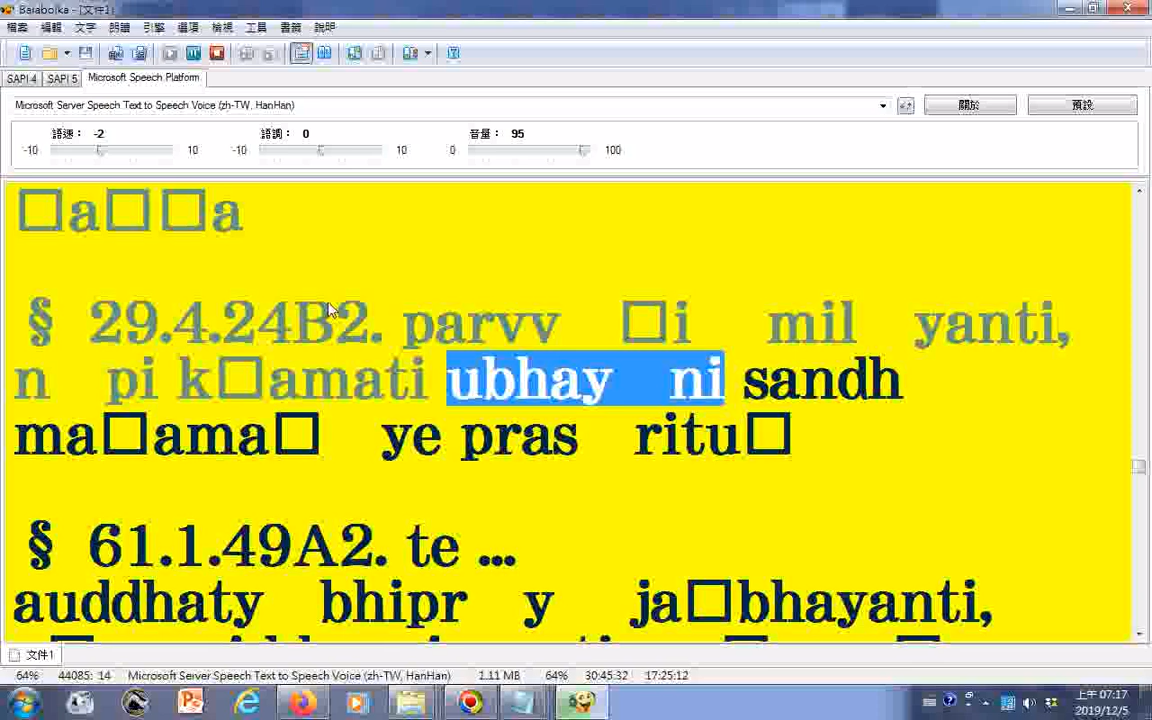 Balabolka - [文件1]
檔案 編輯 文字 朗讀 引擎 選項 檢視 工具 書籤 說明
SAPI 4 SAPI 5 Microsoft Speech Platform
Microsoft Server Speech Text to Speech Voice (zh-TW, HanHan) 關於 預設
語速： -2 語調： 0 音量： 95
-10 10 -10 10 0 100
□a□□a
§ 29.4.24B2. parvv □i mil yanti,
n pi k□amati ubhay ni sandh
ma□ama□ ye pras ritu□
§ 61.1.49A2. te ...
auddhaty bhipr y ja□bhayanti,
文件1
64% 44085: 14 Microsoft Server Speech Text to Speech Voice (zh-TW, HanHan) 1.11 MB 64% 30:45.32 17:25:12
上午 07:17
2019/12/5